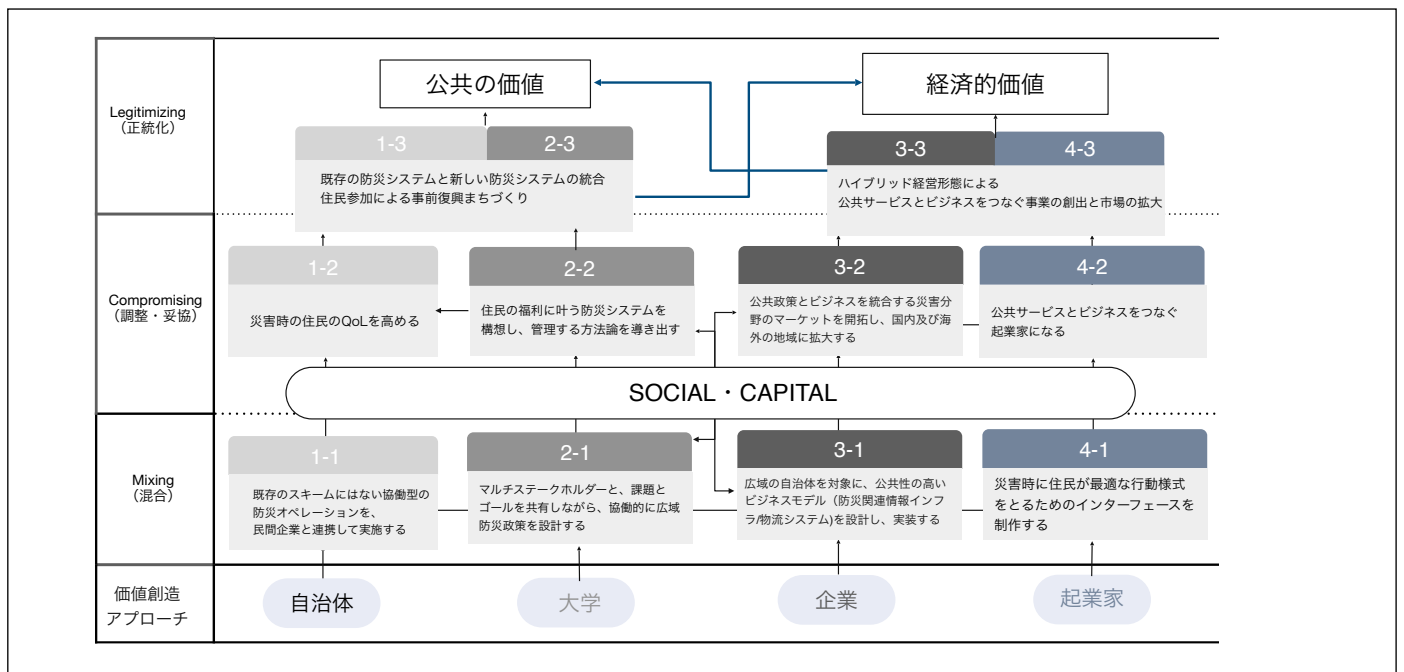 Legitimizing
（正統化）
公共の価値
経済的価値
1-3
2-3
既存の防災システムと新しい防災システムの統合
住民参加による事前復興まちづくり
3-3
4-3
ハイブリッド経営形態による
公共サービスとビジネスをつなぐ事業の創出と市場の拡大
Compromising
（調整・妥協）
1-2
災害時の住民のQoLを高める
2-2
住民の福利に叶う防災システムを
構想し、管理する方法論を導き出す
3-2
公共政策とビジネスを統合する災害分
野のマーケットを開拓し、国内及び海
外の地域に拡大する
4-2
公共サービスとビジネスをつなぐ
起業家になる
SOCIAL・CAPITAL
Mixing
（混合）
1-1
既存のスキームにはない協働型の
防災オペレーションを、
民間企業と連携して実施する
2-1
マルチステークホルダーと、課題と
ゴールを共有しながら、協働的に広域
防災政策を設計する
3-1
広域の自治体を対象に、公共性の高い
ビジネスモデル（防災関連情報インフ
ラ/物流システム)を設計し、実装する
4-1
災害時に住民が最適な行動様式
をとるためのインターフェースを
制作する
価値創造
アプローチ
自治体
大学
企業
起業家